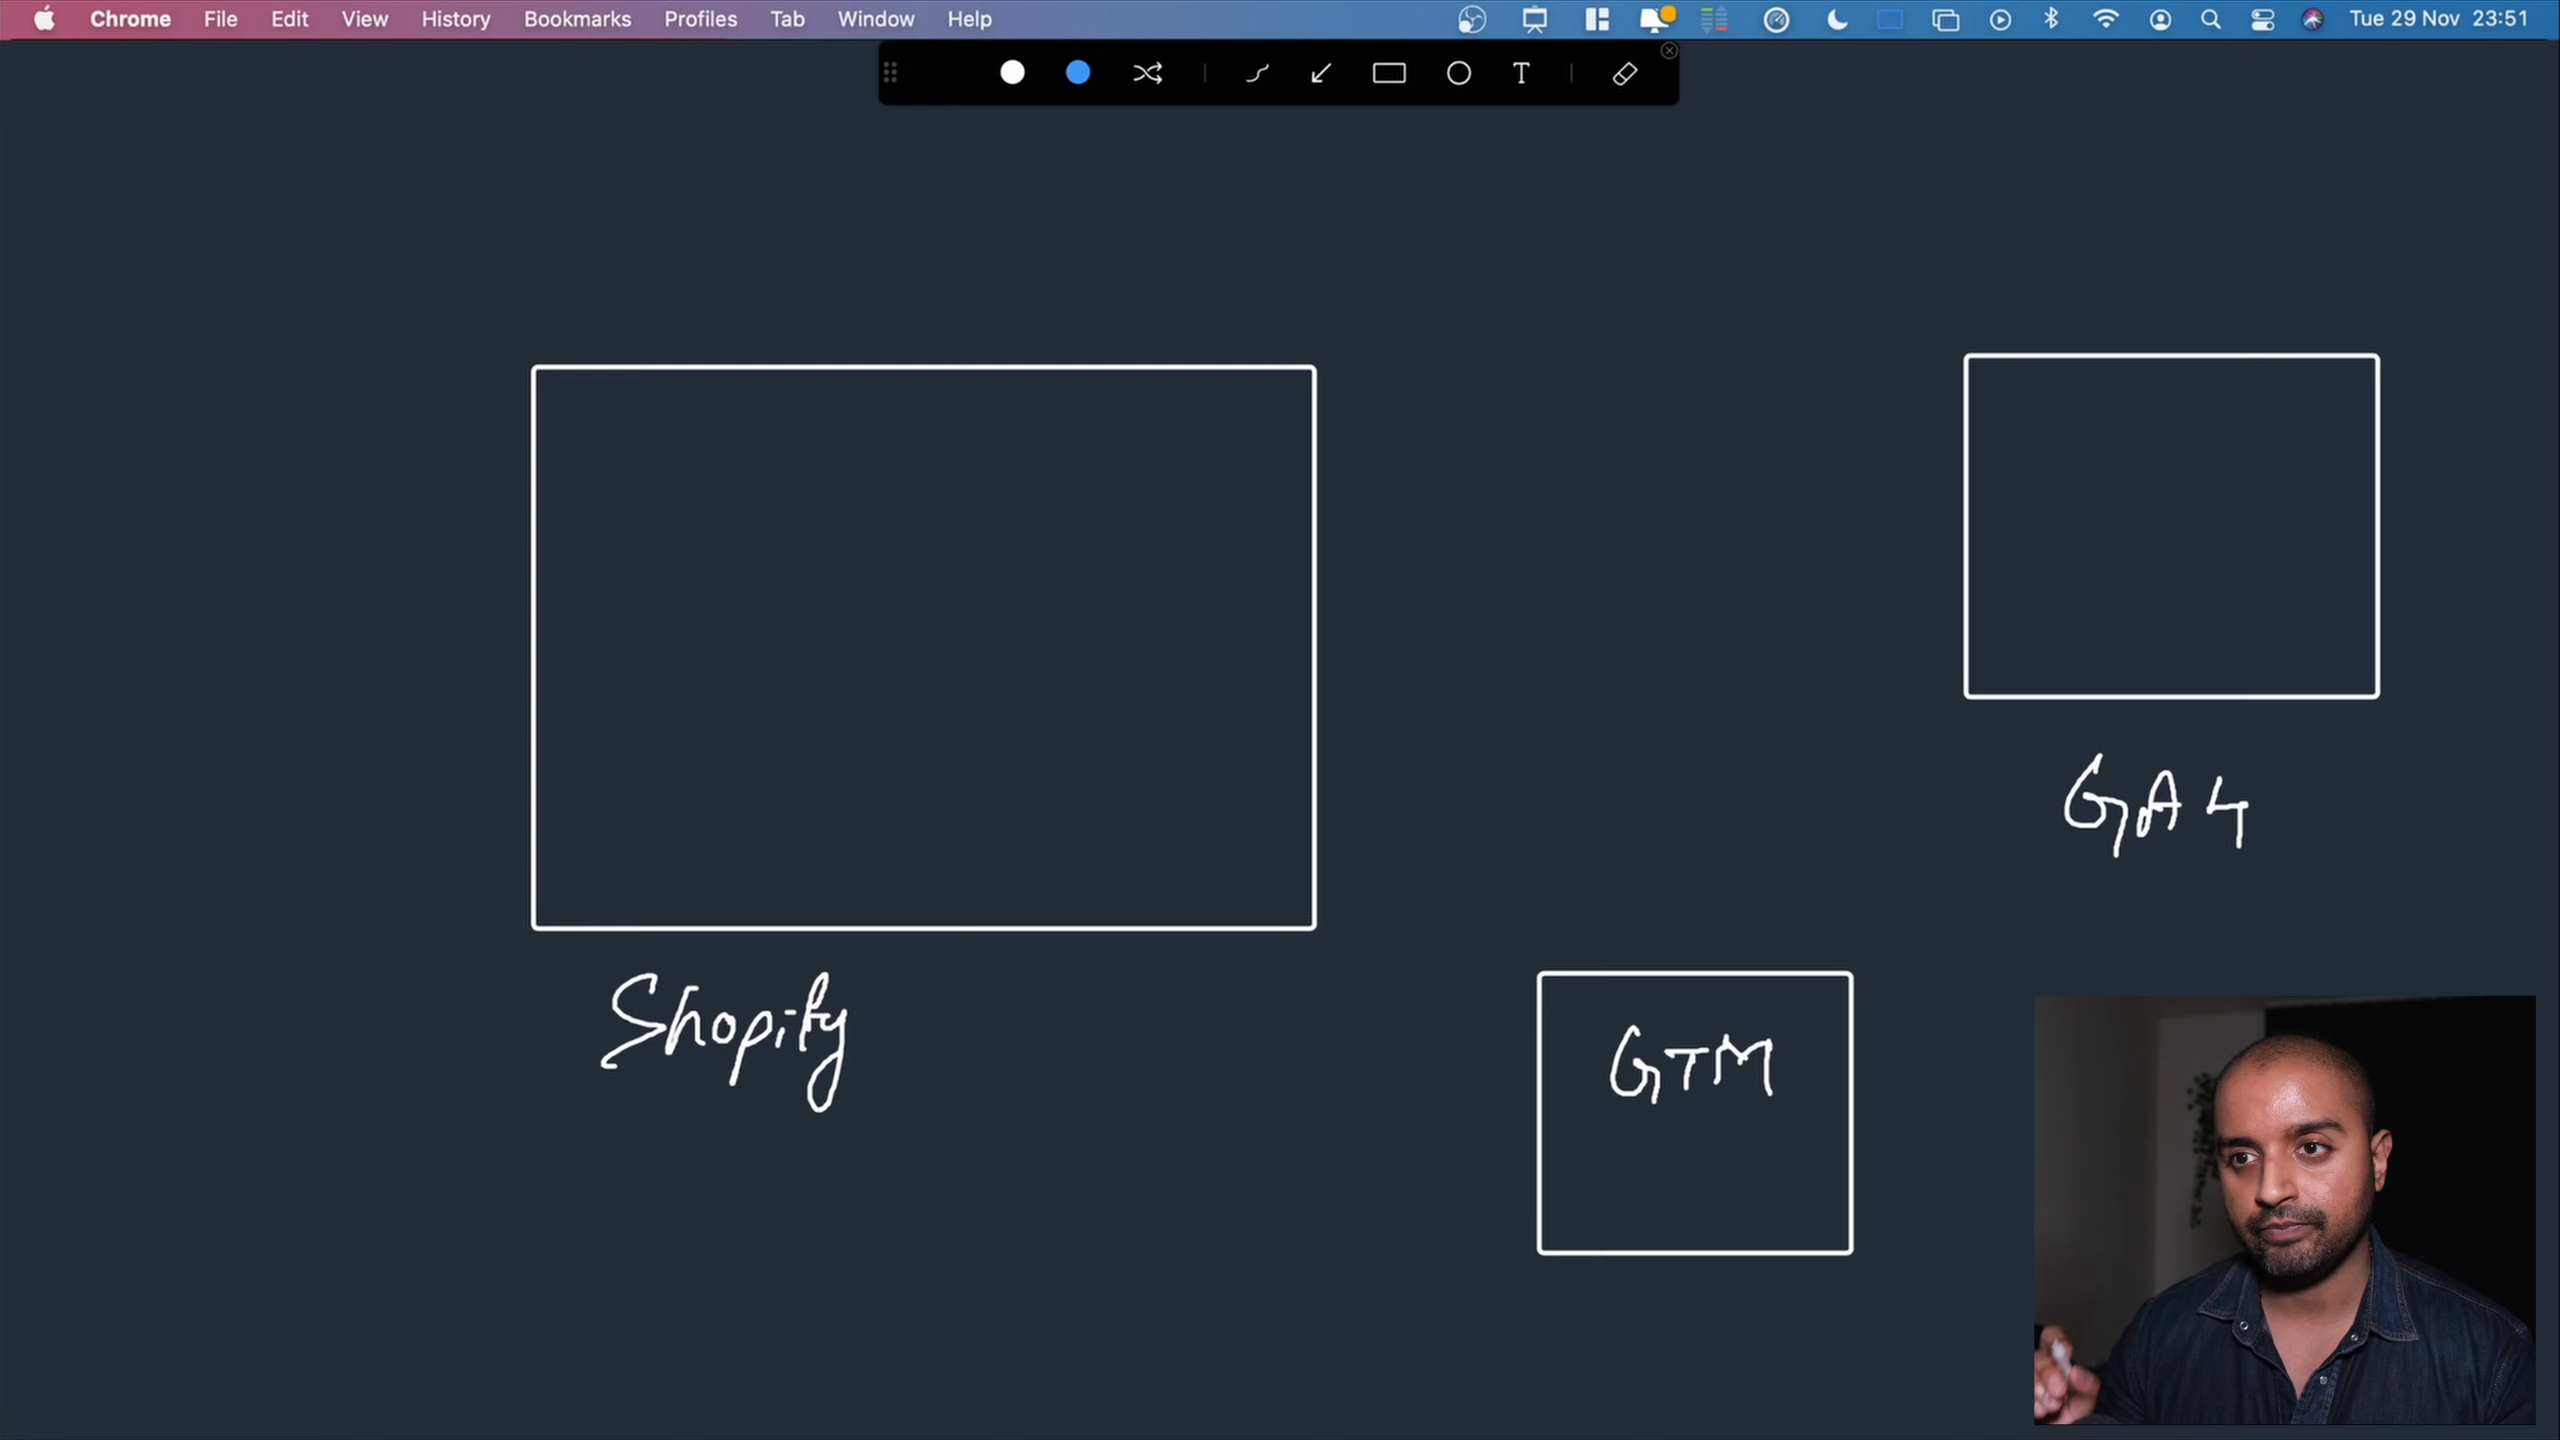 Chrome File Edit View History Bookmarks Profiles Tab Window Help Tue 29 Nov 23:51
T
GA4
Shopify
GTM